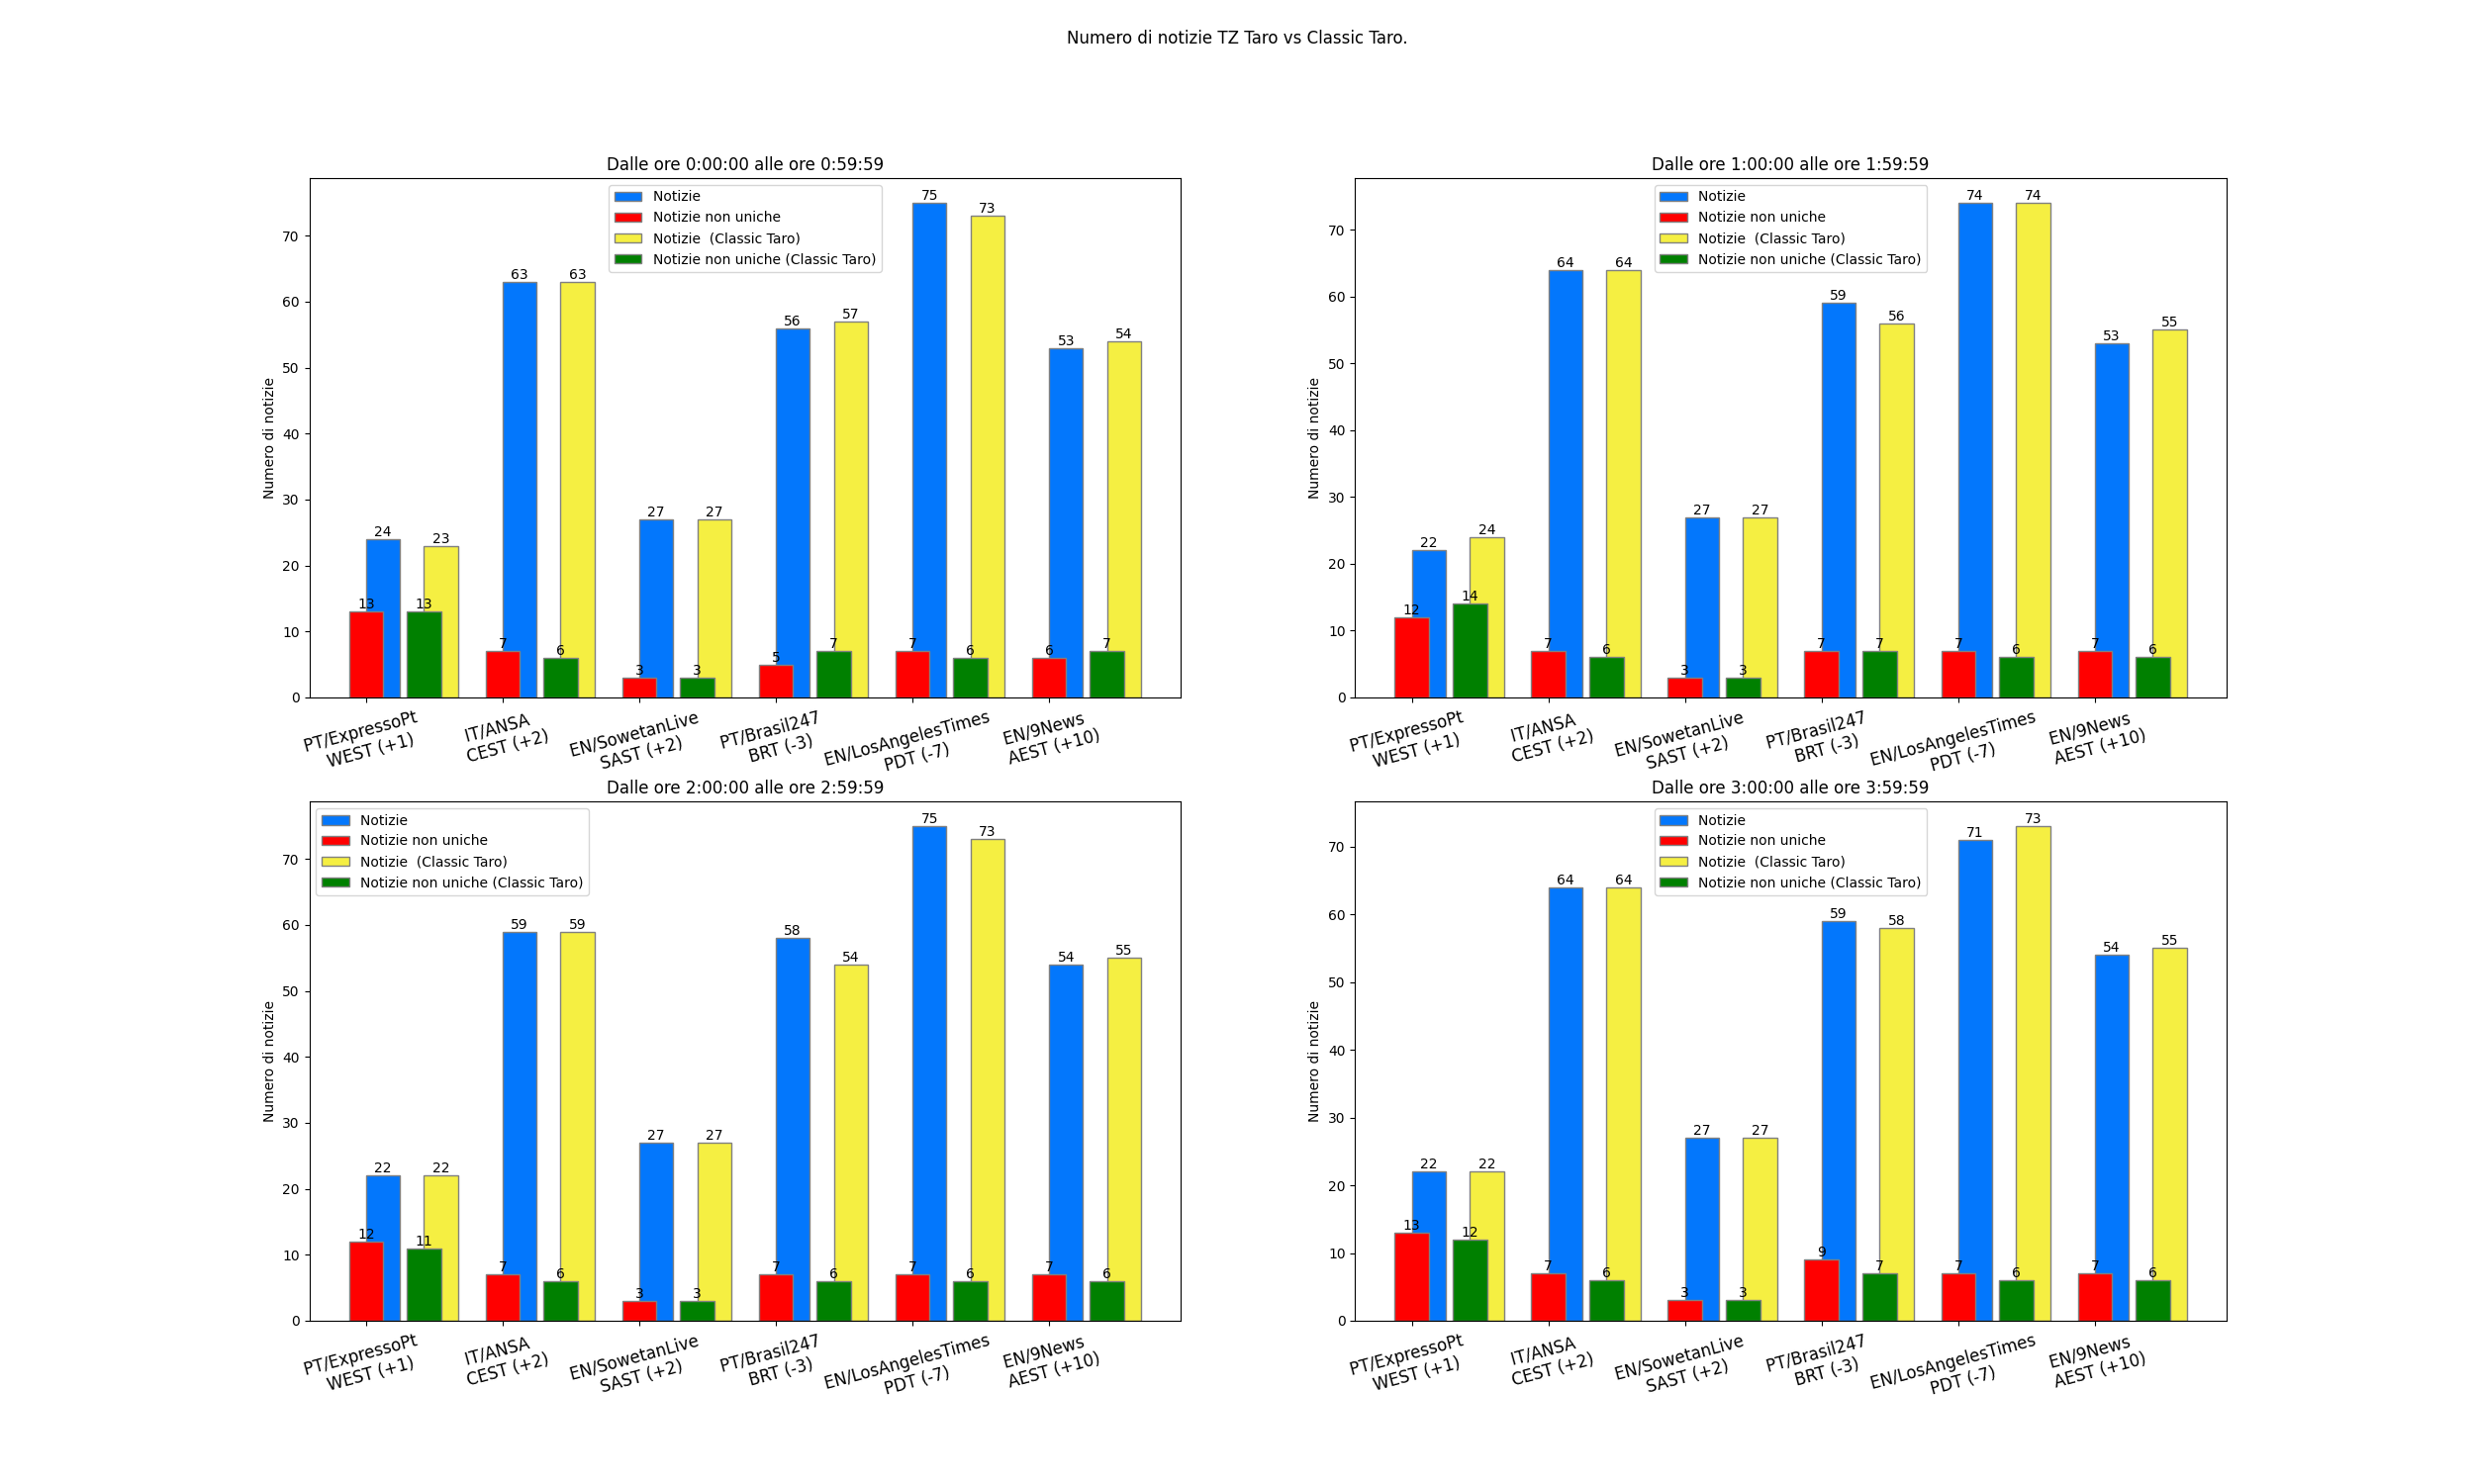 Numero di notizie TZ Taro vs Classic Taro.
Dalle ore 0:00:00 alle ore 0:59:59
Notizie
Notizie non uniche
Notizie  (Classic Taro)
Notizie non uniche (Classic Taro)
Numero di notizie
70
60
50
40
30
20
10
0
24 23 63 63 27 27 56 57 75 73 53 54
13 13 7 6 3 3 5 7 7 6 6 7
PT/ExpressoPt
WEST (+1)
IT/ANSA
CEST (+2)
EN/SowetanLive
SAST (+2)
PT/Brasil247
BRT (-3)
EN/LosAngelesTimes
PDT (-7)
EN/9News
AEST (+10)
Dalle ore 1:00:00 alle ore 1:59:59
Notizie
Notizie non uniche
Notizie  (Classic Taro)
Notizie non uniche (Classic Taro)
Numero di notizie
70
60
50
40
30
20
10
0
22 24 64 64 27 27 59 56 74 74 53 55
12 14 7 6 3 3 7 7 7 6 7 6
PT/ExpressoPt
WEST (+1)
IT/ANSA
CEST (+2)
EN/SowetanLive
SAST (+2)
PT/Brasil247
BRT (-3)
EN/LosAngelesTimes
PDT (-7)
EN/9News
AEST (+10)
Dalle ore 2:00:00 alle ore 2:59:59
Notizie
Notizie non uniche
Notizie  (Classic Taro)
Notizie non uniche (Classic Taro)
Numero di notizie
70
60
50
40
30
20
10
0
22 22 59 59 27 27 58 54 75 73 54 55
12 11 7 6 3 3 7 6 7 6 7 6
PT/ExpressoPt
WEST (+1)
IT/ANSA
CEST (+2)
EN/SowetanLive
SAST (+2)
PT/Brasil247
BRT (-3)
EN/LosAngelesTimes
PDT (-7)
EN/9News
AEST (+10)
Dalle ore 3:00:00 alle ore 3:59:59
Notizie
Notizie non uniche
Notizie  (Classic Taro)
Notizie non uniche (Classic Taro)
Numero di notizie
70
60
50
40
30
20
10
0
22 22 64 64 27 27 59 58 71 73 54 55
13 12 7 6 3 3 9 7 7 6 7 6
PT/ExpressoPt
WEST (+1)
IT/ANSA
CEST (+2)
EN/SowetanLive
SAST (+2)
PT/Brasil247
BRT (-3)
EN/LosAngelesTimes
PDT (-7)
EN/9News
AEST (+10)